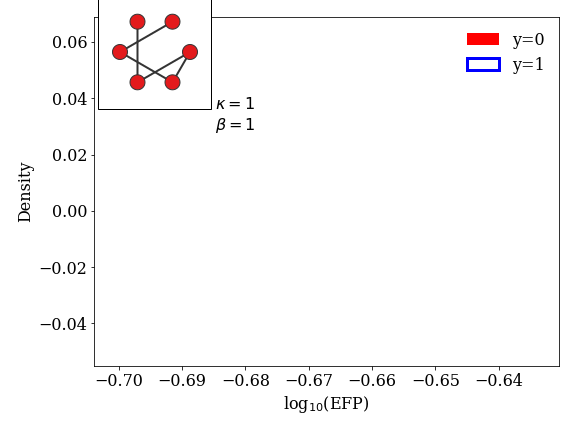 0.06
0.04
0.02
0.00
−0.02
−0.04
Density
κ = 1
β = 1
y=0
y=1
−0.70 −0.69 −0.68 −0.67 −0.66 −0.65 −0.64
log₁₀(EFP)